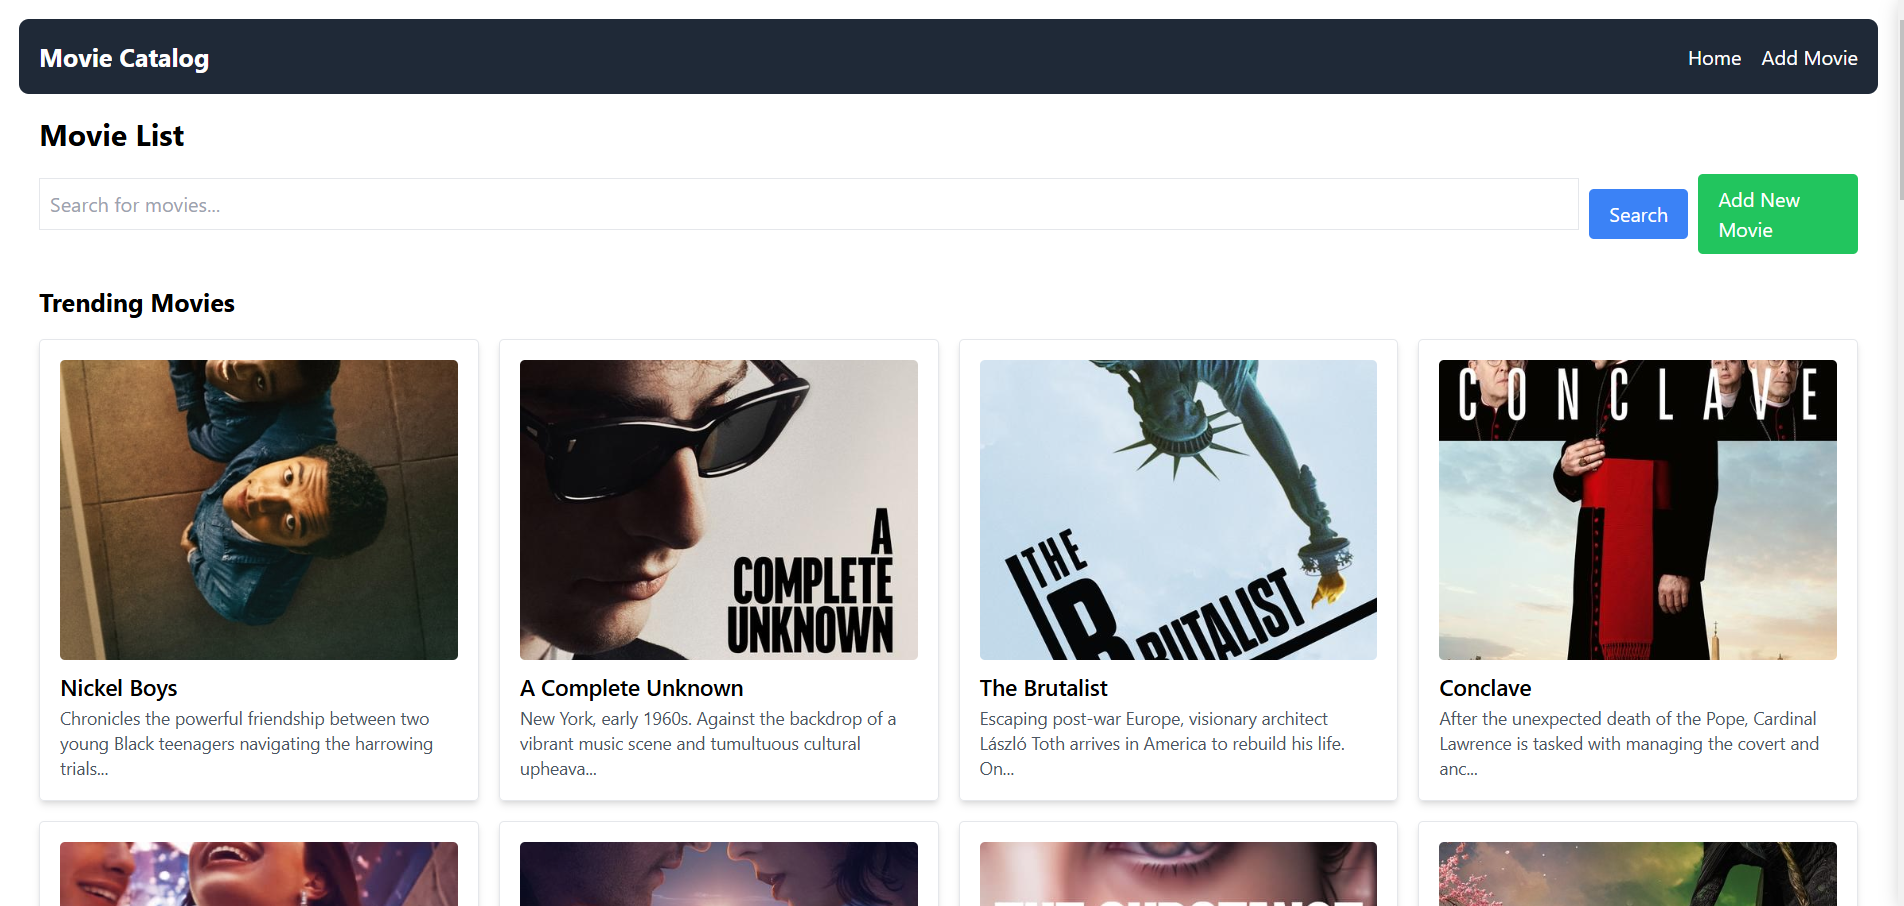 Movie Catalog
Home Add Movie
Movie List
Search for movies...
Search
Add New
Movie
Trending Movies
A
COMPLETE
UNKNOWN
THE
BRUTALIST
CONCLAVE
Nickel Boys
Chronicles the powerful friendship between two
young Black teenagers navigating the harrowing
trials...
A Complete Unknown
New York, early 1960s. Against the backdrop of a
vibrant music scene and tumultuous cultural
upheava...
The Brutalist
Escaping post-war Europe, visionary architect
László Toth arrives in America to rebuild his life.
On...
Conclave
After the unexpected death of the Pope, Cardinal
Lawrence is tasked with managing the covert and
anc...
THE SUBSTANCE